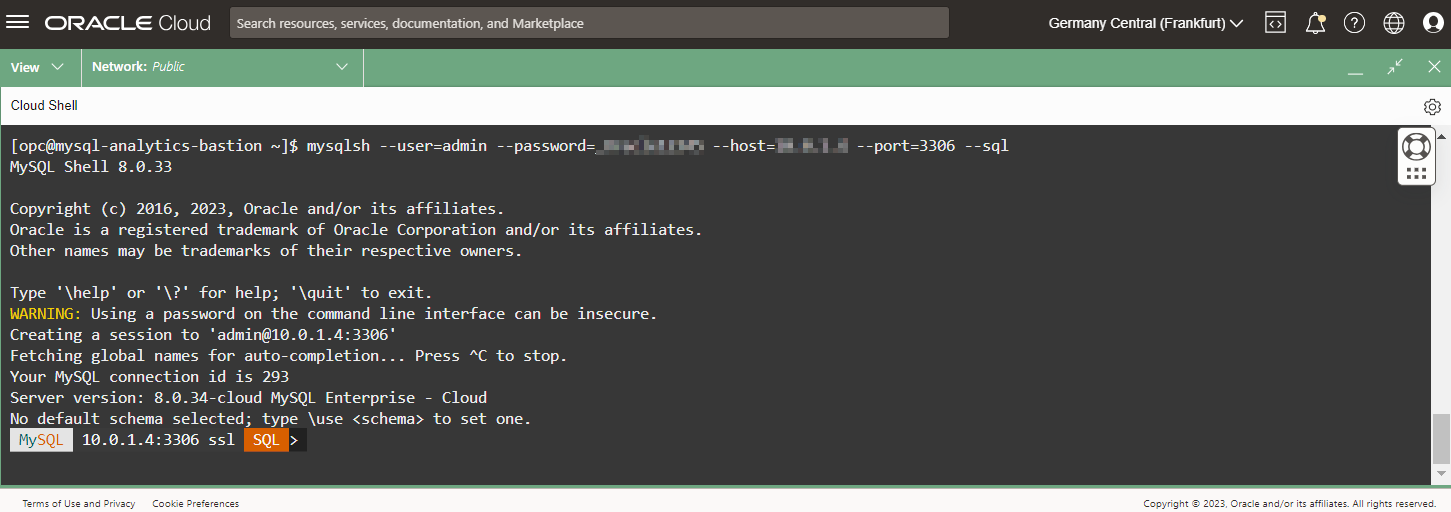 ORACLE Cloud
Search resources, services, documentation, and Marketplace
Germany Central (Frankfurt)
View
Network: Public
Cloud Shell
[opc@mysql-analytics-bastion ~]$ mysqlsh --user=admin --password= --host= --port=3306 --sql
MySQL Shell 8.0.33
Copyright (c) 2016, 2023, Oracle and/or its affiliates.
Oracle is a registered trademark of Oracle Corporation and/or its affiliates.
Other names may be trademarks of their respective owners.
Type '\help' or '\?' for help; '\quit' to exit.
WARNING: Using a password on the command line interface can be insecure.
Creating a session to 'admin@10.0.1.4:3306'
Fetching global names for auto-completion... Press ^C to stop.
Your MySQL connection id is 293
Server version: 8.0.34-cloud MySQL Enterprise - Cloud
No default schema selected; type \use <schema> to set one.
MySQL 10.0.1.4:3306 ssl SQL >
Terms of Use and Privacy Cookie Preferences
Copyright © 2023, Oracle and/or its affiliates. All rights reserved.